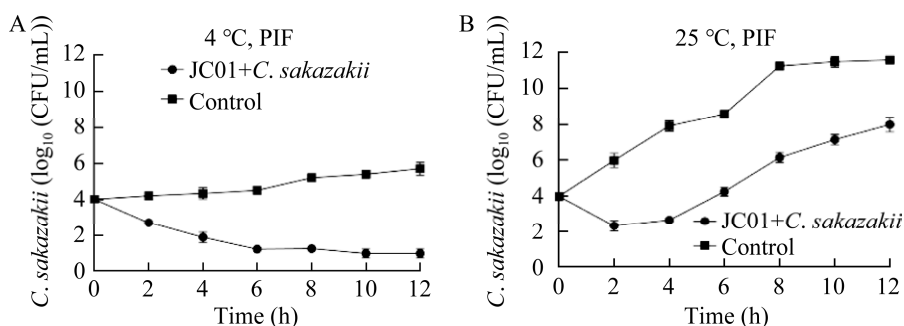 A
4 °C, PIF
C. sakazakii (log10 (CFU/mL)
12
10
8
6
4
2
0
JC01+C. sakazakii
Control
0 2 4 6 8 10 12
Time (h)
B
25 °C, PIF
C. sakazakii (log10 (CFU/mL)
12
10
8
6
4
2
0
JC01+C. sakazakii
Control
0 2 4 6 8 10 12
Time (h)